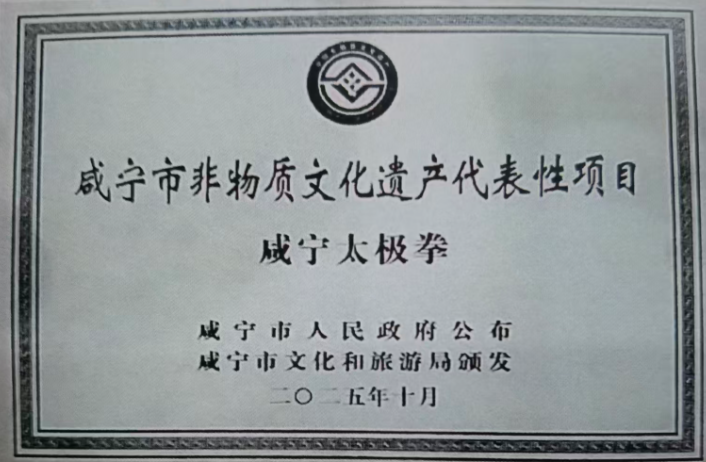 咸宁市非物质文化遗产代表性项目
咸宁太极拳
咸宁市人民政府公布
咸宁市文化和旅游局颁发
二〇二五年十月